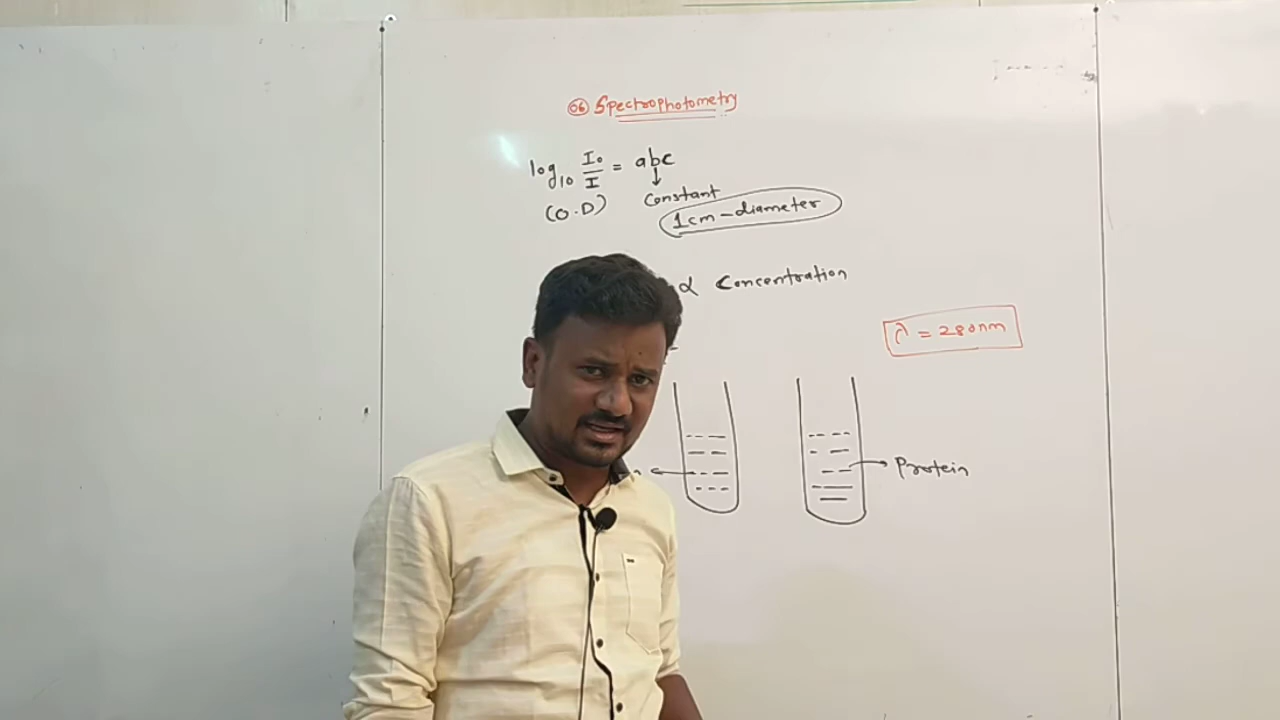 06 Spectrophotometry
log10 I0/I = abc
(O.D)
Constant
1cm-diameter
α Concentration
λ = 280nm
Protein